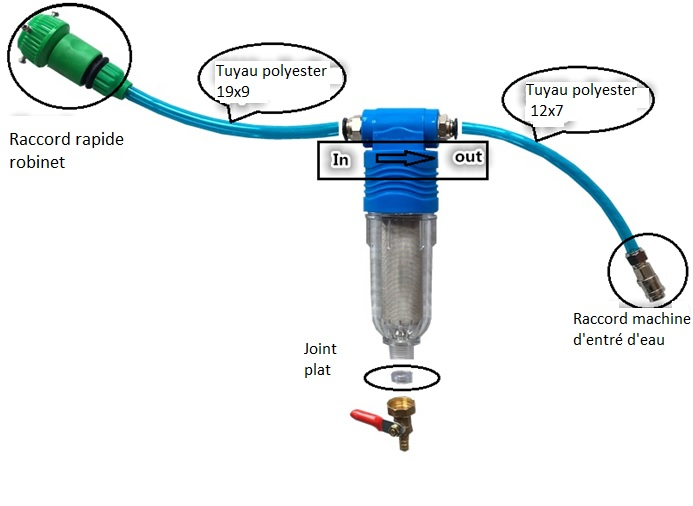 Tuyau polyester
19x9
Tuyau polyester
12x7
Raccord rapide
robinet
In
out
Raccord machine
d'entré d'eau
Joint
plat